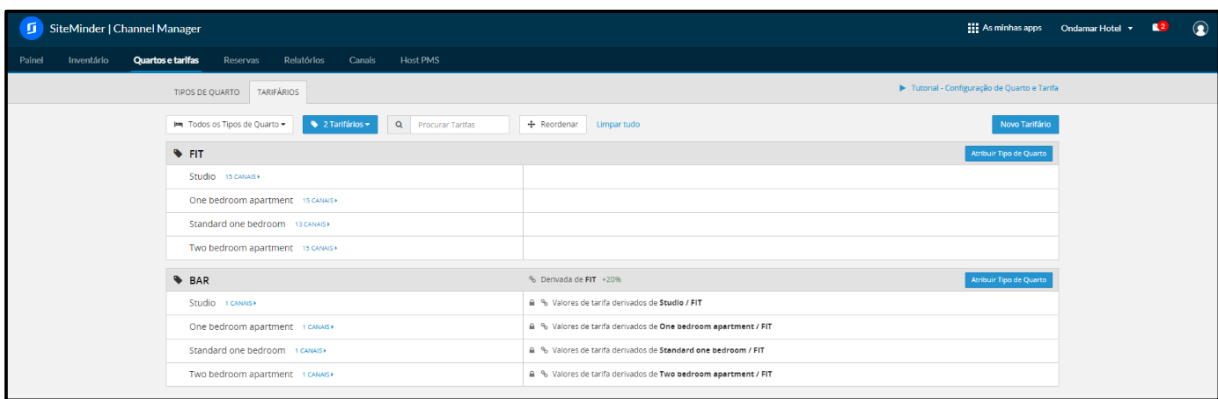 SiteMinder | Channel Manager As minhas apps Ondamar Hotel 2
Painel Inventário Quartos e tarifas Reservas Relatórios Canais Host PMS
TIPOS DE QUARTO TARIFÁRIOS Tutorial - Configuração de Quarto e Tarifa
Todos os Tipos de Quarto 2 Tarifários Procurar Tarifas Reordenar Limpar tudo Novo Tarifário
FIT Atribuir Tipo de Quarto
Studio 15 CANAIS
One bedroom apartment 15 CANAIS
Standard one bedroom 13 CANAIS
Two bedroom apartment 15 CANAIS
BAR Derivada de FIT +20% Atribuir Tipo de Quarto
Studio 1 CANAIS Valores de tarifa derivados de Studio / FIT
One bedroom apartment 1 CANAIS Valores de tarifa derivados de One bedroom apartment / FIT
Standard one bedroom 1 CANAIS Valores de tarifa derivados de Standard one bedroom / FIT
Two bedroom apartment 1 CANAIS Valores de tarifa derivados de Two bedroom apartment / FIT